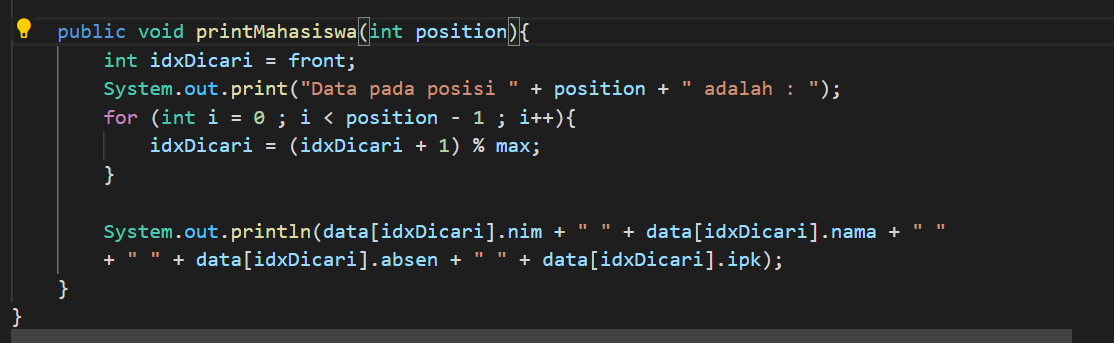 public void printMahasiswa(int position){
int idxDicari = front;
System.out.print("Data pada posisi " + position + " adalah : ");
for (int i = 0 ; i < position - 1 ; i++){
idxDicari = (idxDicari + 1) % max;
}
System.out.println(data[idxDicari].nim + " " + data[idxDicari].nama + " "
+ " " + data[idxDicari].absen + " " + data[idxDicari].ipk);
}
}